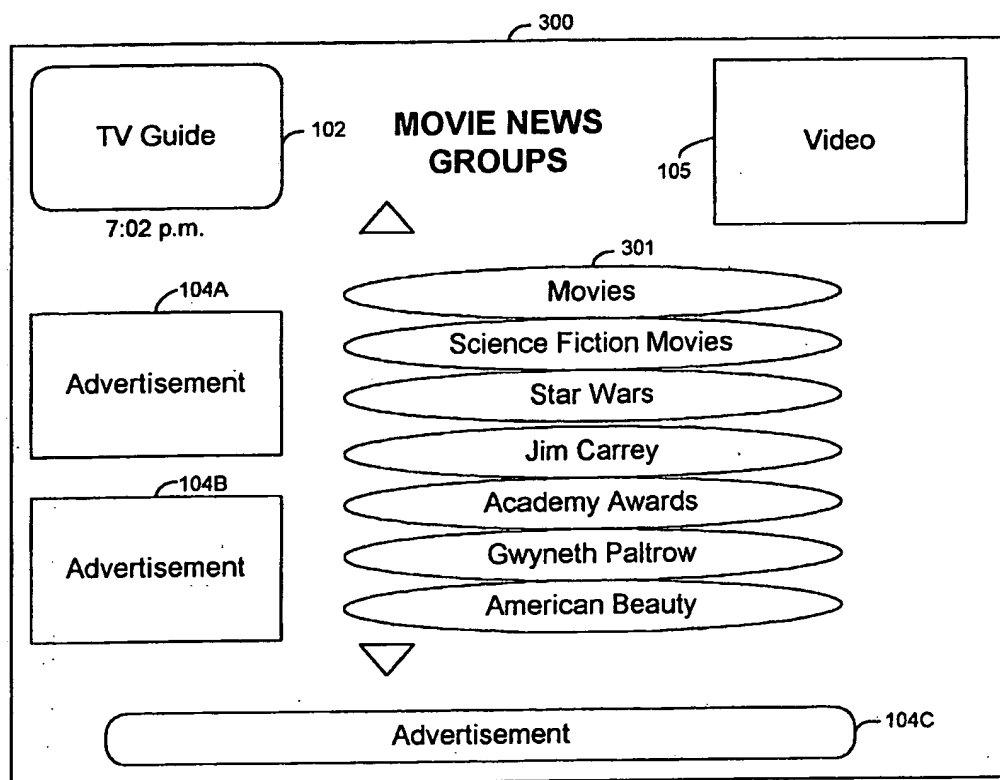 300
TV Guide
102
MOVIE NEWS
GROUPS
105
Video
7:02 p.m.
301
Movies
104A
Science Fiction Movies
Advertisement
Star Wars
Jim Carrey
104B
Academy Awards
Advertisement
Gwyneth Paltrow
American Beauty
Advertisement
104C